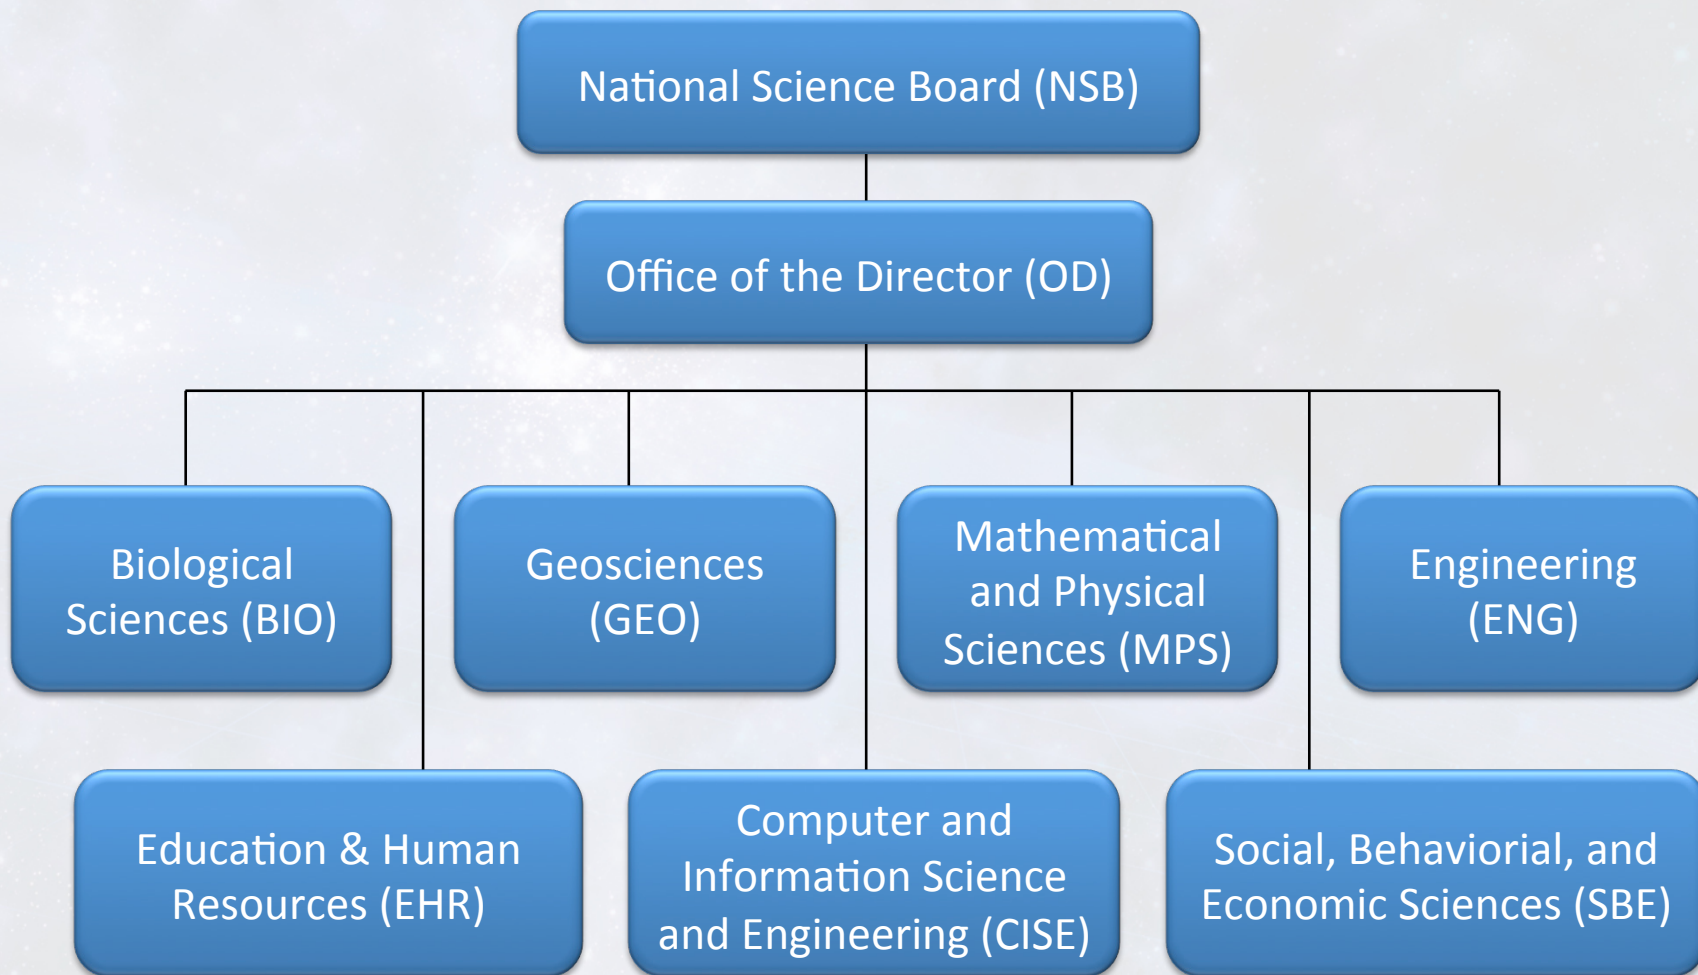 National Science Board (NSB)
Office of the Director (OD)
Biological
Sciences (BIO)
Geosciences
(GEO)
Mathematical
and Physical
Sciences (MPS)
Engineering
(ENG)
Education & Human
Resources (EHR)
Computer and
Information Science
and Engineering (CISE)
Social, Behaviorial, and
Economic Sciences (SBE)